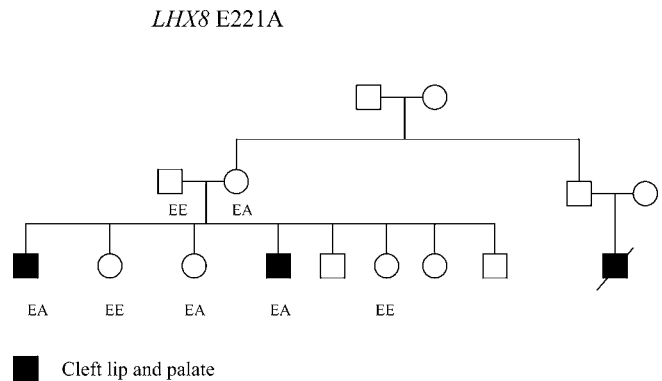 LHX8 E221A
EE EA
EA EE EA EA EE
Cleft lip and palate